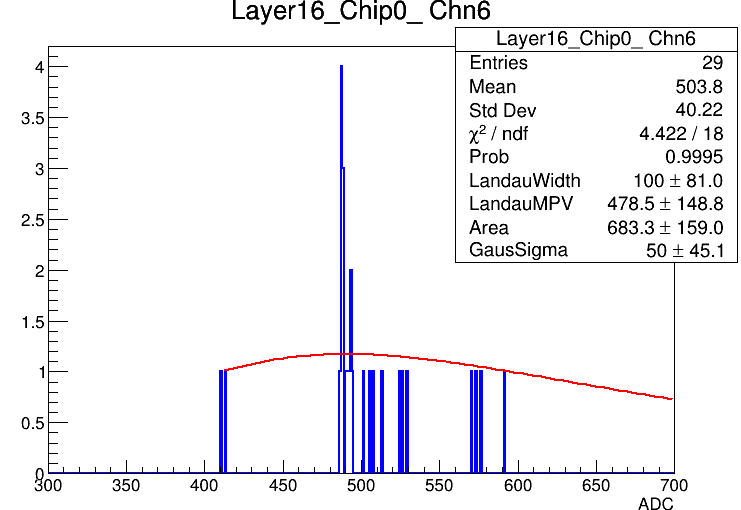 Layer16_Chip0_ Chn6
Layer16_Chip0_ Chn6
Entries 29
Mean 503.8
Std Dev 40.22
χ² / ndf 4.422 / 18
Prob 0.9995
LandauWidth 100 ± 81.0
LandauMPV 478.5 ± 148.8
Area 683.3 ± 159.0
GausSigma 50 ± 45.1
4
3.5
3
2.5
2
1.5
1
0.5
0
300 350 400 450 500 550 600 650 700
ADC